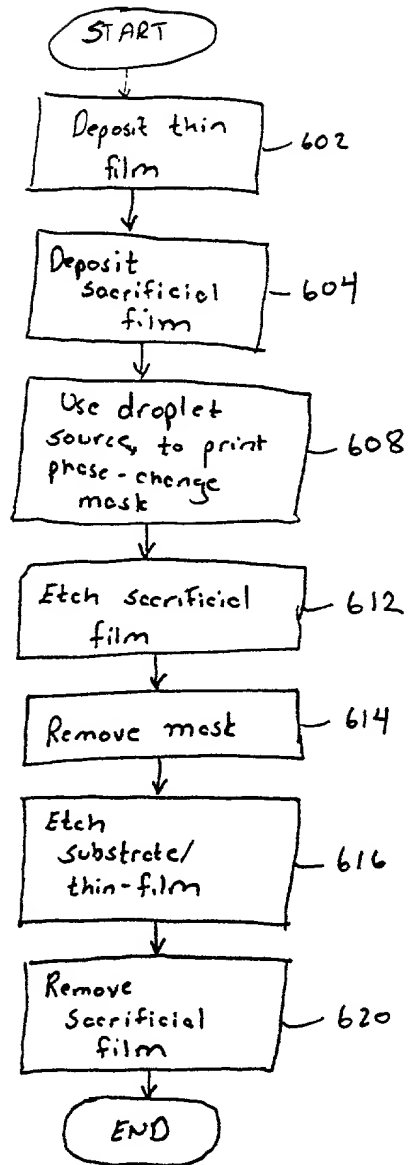 START
Deposit thin
film
602
Deposit
sacrificial
film
604
Use droplet
source, to print
phase-change
mask
608
Etch sacrificial
film
612
Remove mask
614
Etch
substrate/
thin-film
616
Remove
sacrificial
film
620
END